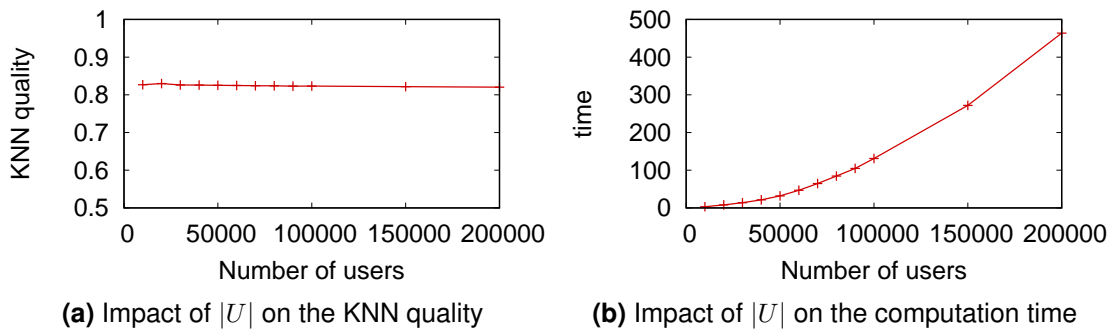 KNN quality
1
0.9
0.8
0.7
0.6
0.5
0 50000 100000 150000 200000
Number of users
(a) Impact of |U| on the KNN quality
time
500
400
300
200
100
0
0 50000 100000 150000 200000
Number of users
(b) Impact of |U| on the computation time